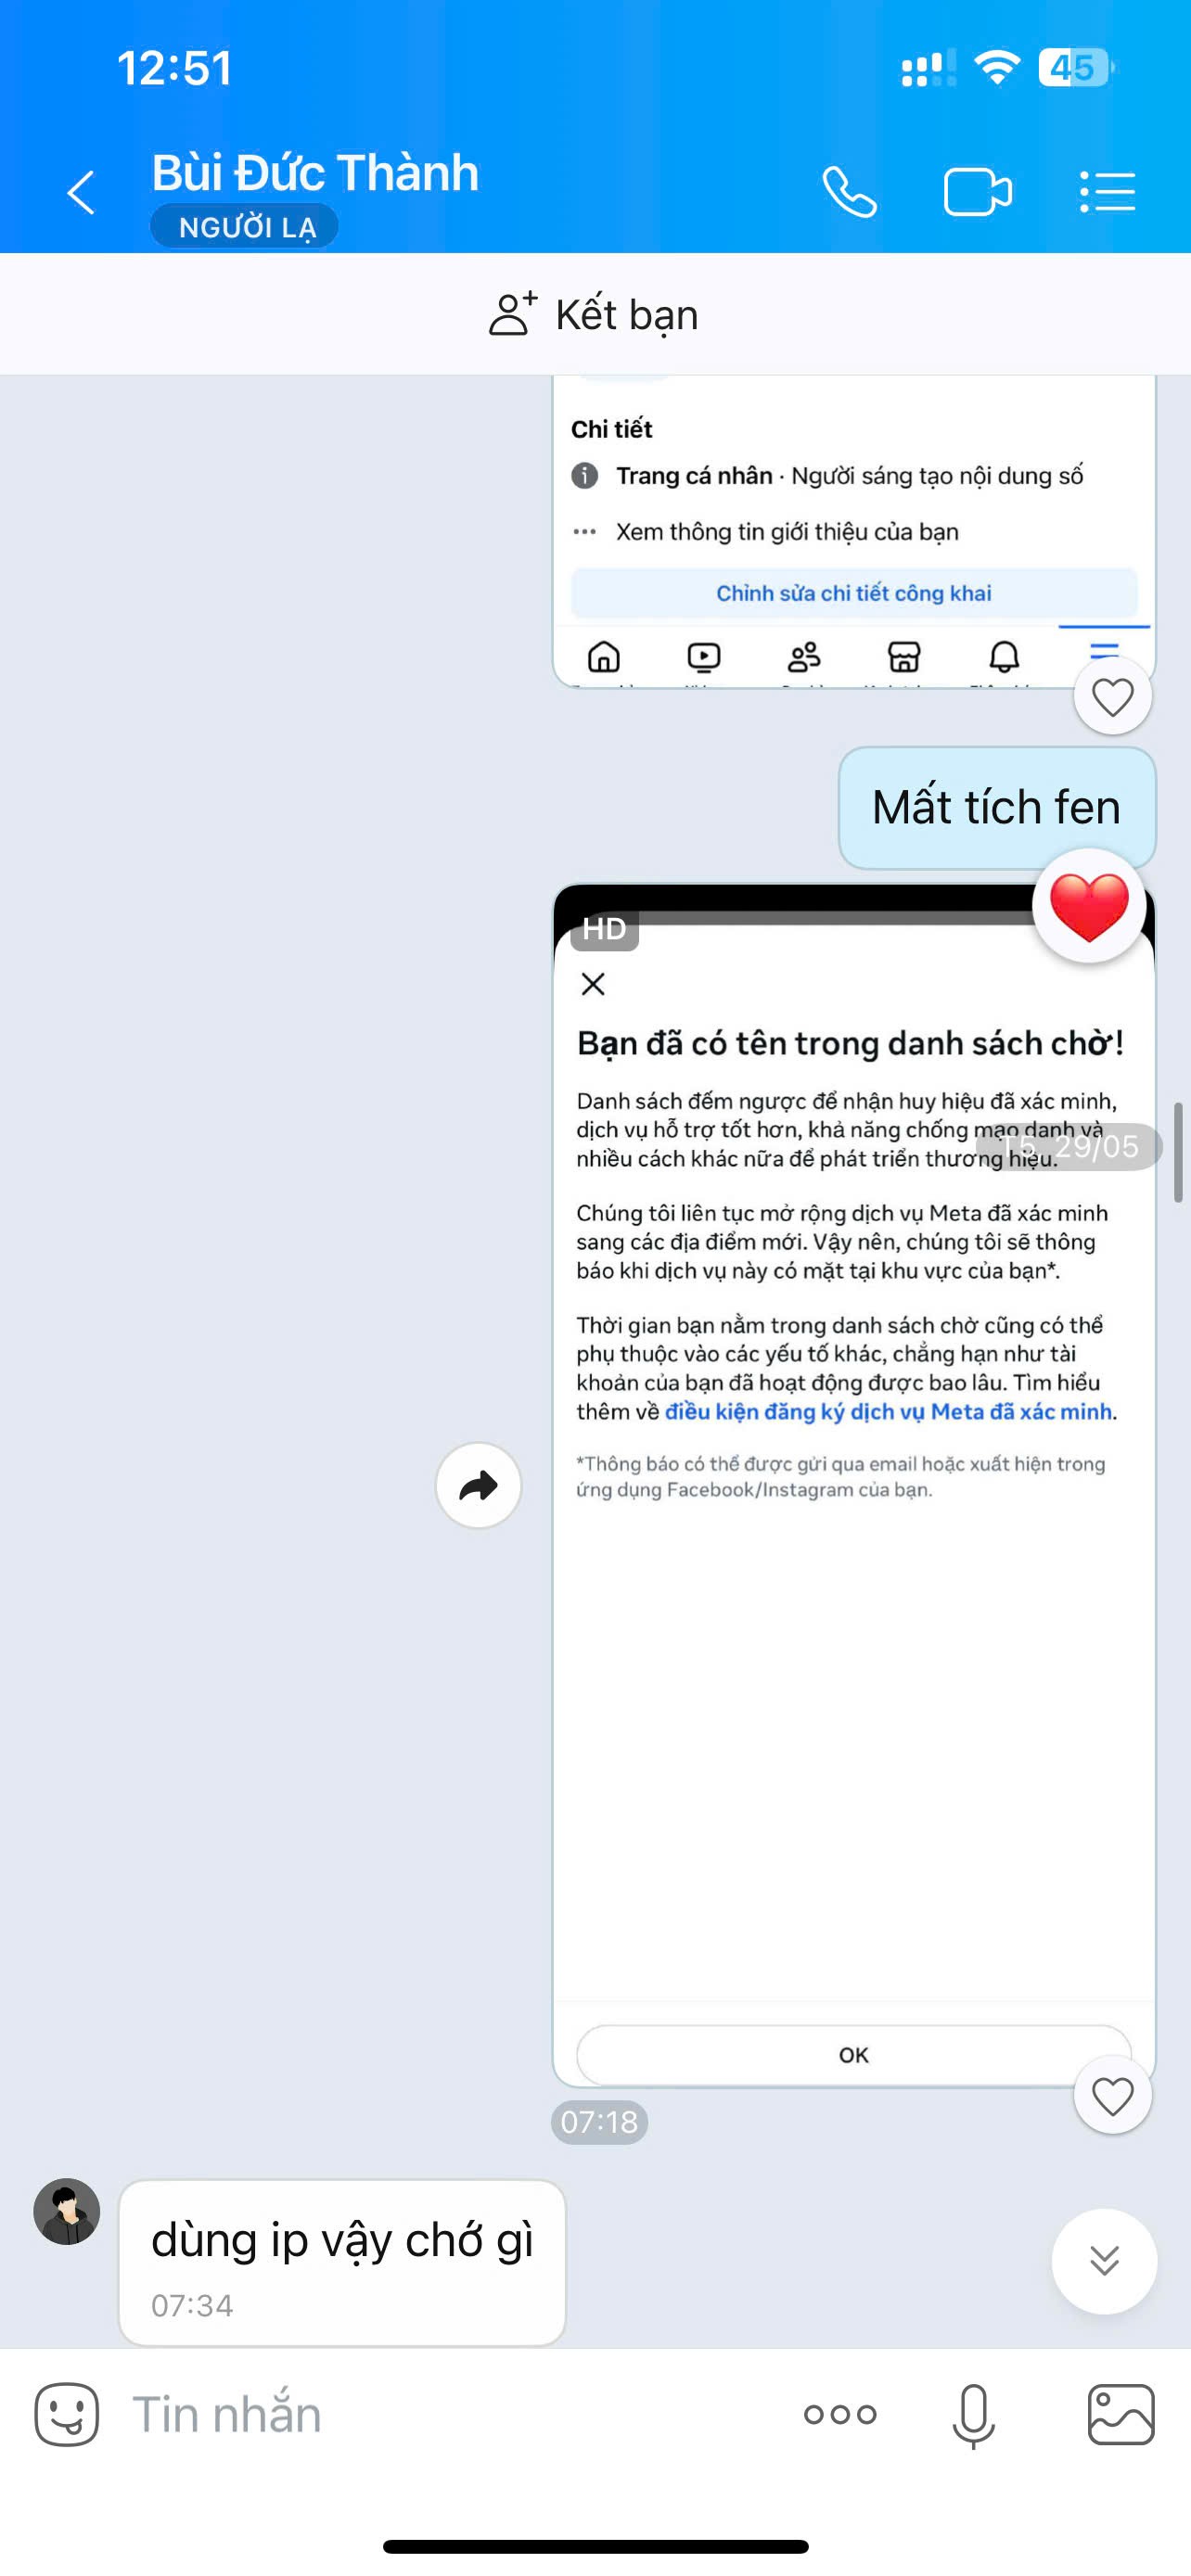 12:51
45
Bùi Đức Thành
NGƯỜI LẠ
Kết bạn
Chi tiết
Trang cá nhân · Người sáng tạo nội dung số
Xem thông tin giới thiệu của bạn
Chỉnh sửa chi tiết công khai
Mất tích fen
HD
Bạn đã có tên trong danh sách chờ!
Danh sách đếm ngược để nhận huy hiệu đã xác minh,
dịch vụ hỗ trợ tốt hơn, khả năng chống mạo danh và
nhiều cách khác nữa để phát triển thương hiệu.
T5, 29/05
Chúng tôi liên tục mở rộng dịch vụ Meta đã xác minh
sang các địa điểm mới. Vậy nên, chúng tôi sẽ thông
báo khi dịch vụ này có mặt tại khu vực của bạn*.
Thời gian bạn nằm trong danh sách chờ cũng có thể
phụ thuộc vào các yếu tố khác, chẳng hạn như tài
khoản của bạn đã hoạt động được bao lâu. Tìm hiểu
thêm về điều kiện đăng ký dịch vụ Meta đã xác minh.
*Thông báo có thể được gửi qua email hoặc xuất hiện trong
ứng dụng Facebook/Instagram của bạn.
OK
07:18
dùng ip vậy chớ gì
07:34
Tin nhắn